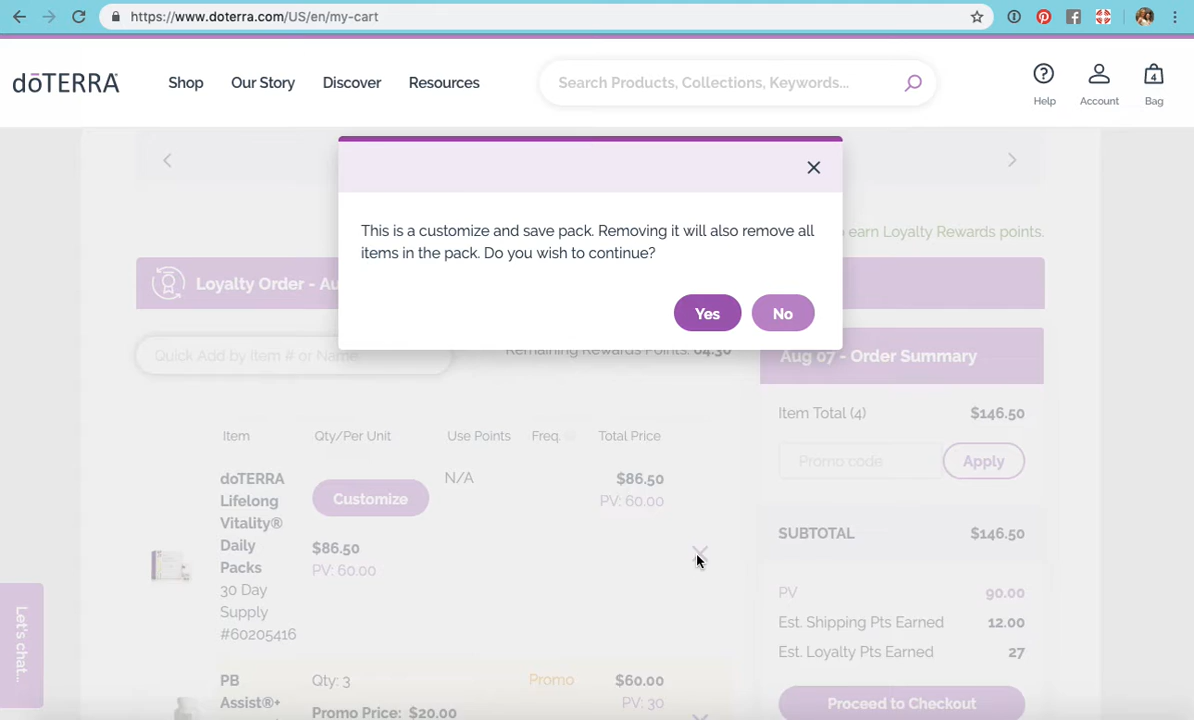 https://www.doterra.com/US/en/my-cart
dōTERRA
Shop
Our Story
Discover
Resources
Search Products, Collections, Keywords...
Help
Account
4
Bag
This is a customize and save pack. Removing it will also remove all
items in the pack. Do you wish to continue?
Yes
No
earn Loyalty Rewards points.
Loyalty Order - Au
Quick Add by Item # or Name
Remaining Rewards Points: 64.30
Item
Qty/Per Unit
Use Points
Freq.
Total Price
doTERRA
Lifelong
Vitality®
Daily
Packs
30 Day
Supply
#60205416
Customize
$86.50
PV: 60.00
N/A
$86.50
PV: 60.00
PB
Assist®+
Qty: 3
Promo Price: $20.00
Promo
$60.00
PV: 30
Aug 07 - Order Summary
Item Total (4)
$146.50
Promo code
Apply
SUBTOTAL
$146.50
PV
90.00
Est. Shipping Pts Earned
12.00
Est. Loyalty Pts Earned
27
Proceed to Checkout
Let's chat...